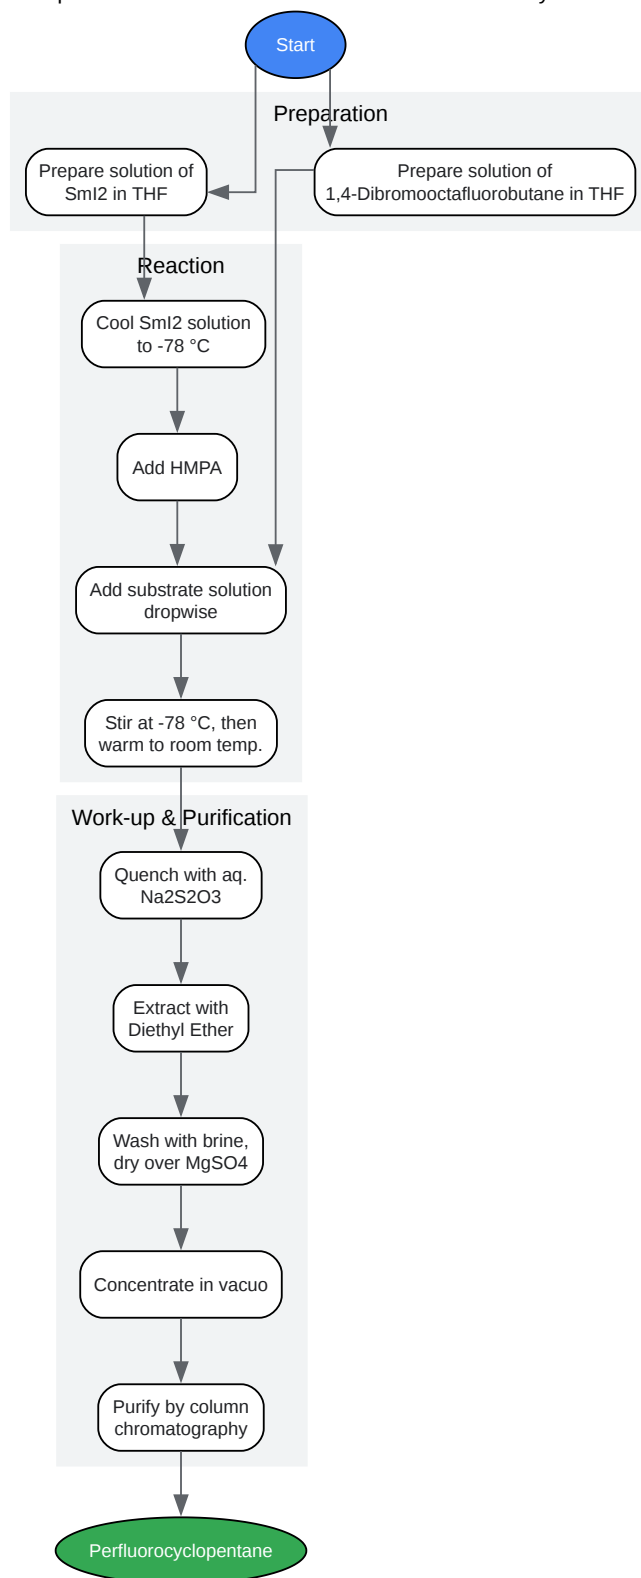 Start
Preparation
Prepare solution of
SmI2 in THF
Prepare solution of
1,4-Dibromooctafluorobutane in THF
Reaction
Cool SmI2 solution
to -78 °C
Add HMPA
Add substrate solution
dropwise
Stir at -78 °C, then
warm to room temp.
Work-up & Purification
Quench with aq.
Na2S2O3
Extract with
Diethyl Ether
Wash with brine,
dry over MgSO4
Concentrate in vacuo
Purify by column
chromatography
Perfluorocyclopentane